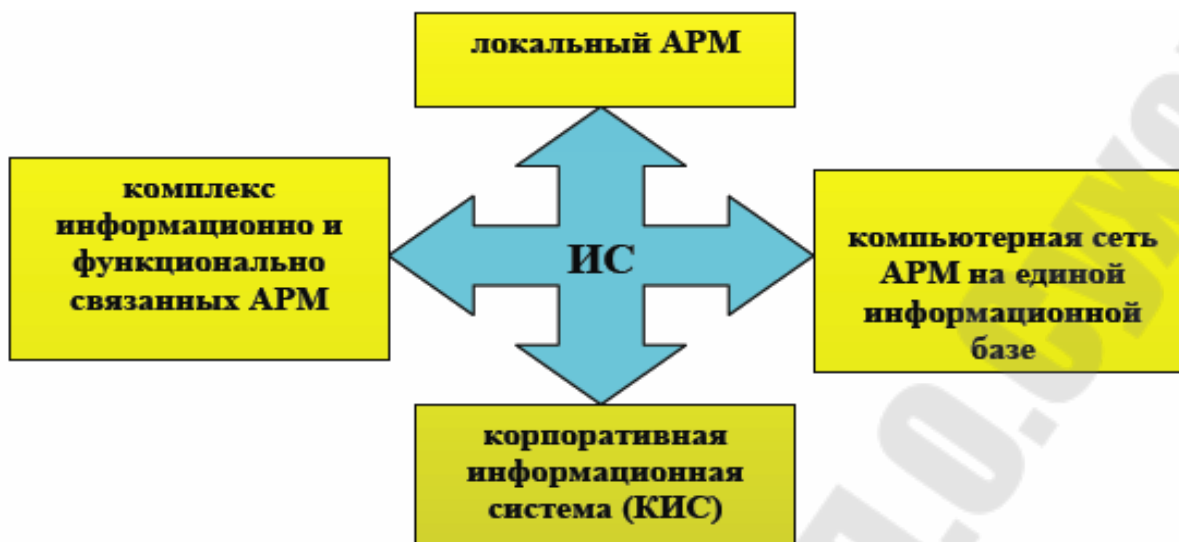 локальный АРМ
комплекс
информационно и
функционально
связанных АРМ
ИС
компьютерная сеть
АРМ на единой
информационной
базе
корпоративная
информационная
система (КИС)